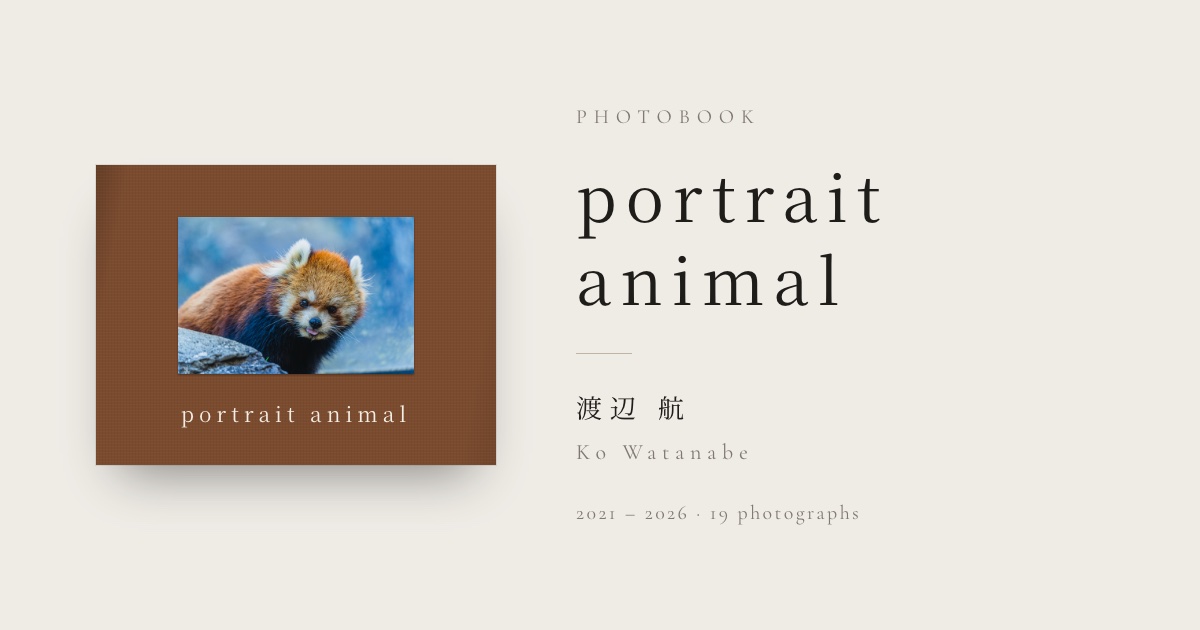 portrait animal
PHOTOBOOK
portrait
animal
渡辺 航
Ko Watanabe
2021 – 2026 · 19 photographs